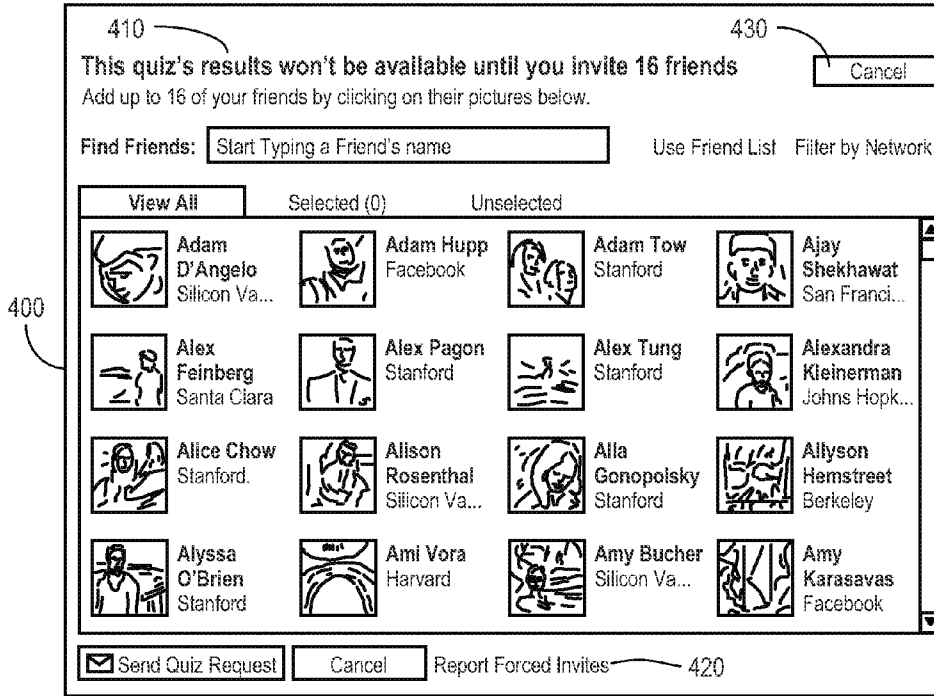 410
430
This quiz's results won't be available until you invite 16 friends
Cancel
Add up to 16 of your friends by clicking on their pictures below.
Find Friends: Start Typing a Friend's name Use Friend List Filter by Network
View All Selected (0) Unselected
Adam Adam Hupp Adam Tow Ajay
D'Angelo Facebook Stanford Shekhawat
Silicon Va... San Franci...
400
Alex Alex Pagon Alex Tung Alexandra
Feinberg Stanford Stanford Kleinerman
Santa Clara Johns Hopk...
Alice Chow Alison Alla Allyson
Stanford. Rosenthal Gonopolsky Hemstreet
Silicon Va... Stanford Berkeley
Alyssa Ami Vora Amy Bucher Amy
O'Brien Harvard Silicon Va... Karasavas
Stanford Facebook
Send Quiz Request Cancel Report Forced Invites 420